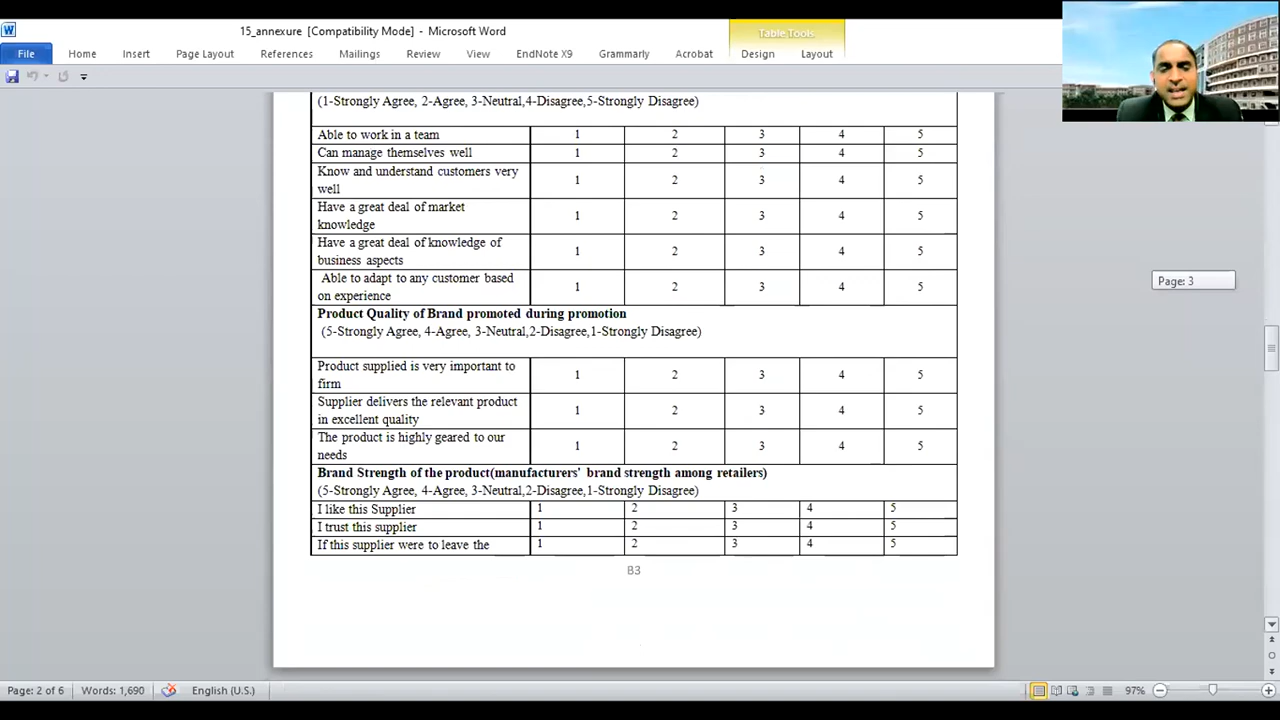 15_annexure [Compatibility Mode] - Microsoft Word
Table Tools
File Home Insert Page Layout References Mailings Review View EndNote X9 Grammarly Acrobat Design Layout
(1-Strongly Agree, 2-Agree, 3-Neutral,4-Disagree,5-Strongly Disagree)
Able to work in a team 1 2 3 4 5
Can manage themselves well 1 2 3 4 5
Know and understand customers very
well 1 2 3 4 5
Have a great deal of market
knowledge 1 2 3 4 5
Have a great deal of knowledge of
business aspects 1 2 3 4 5
Able to adapt to any customer based
on experience 1 2 3 4 5
Page: 3
Product Quality of Brand promoted during promotion
(5-Strongly Agree, 4-Agree, 3-Neutral,2-Disagree,1-Strongly Disagree)
Product supplied is very important to
firm 1 2 3 4 5
Supplier delivers the relevant product
in excellent quality 1 2 3 4 5
The product is highly geared to our
needs 1 2 3 4 5
Brand Strength of the product(manufacturers' brand strength among retailers)
(5-Strongly Agree, 4-Agree, 3-Neutral,2-Disagree,1-Strongly Disagree)
I like this Supplier 1 2 3 4 5
I trust this supplier 1 2 3 4 5
If this supplier were to leave the 1 2 3 4 5
B3
Page: 2 of 6 Words: 1,690 English (U.S.) 97%